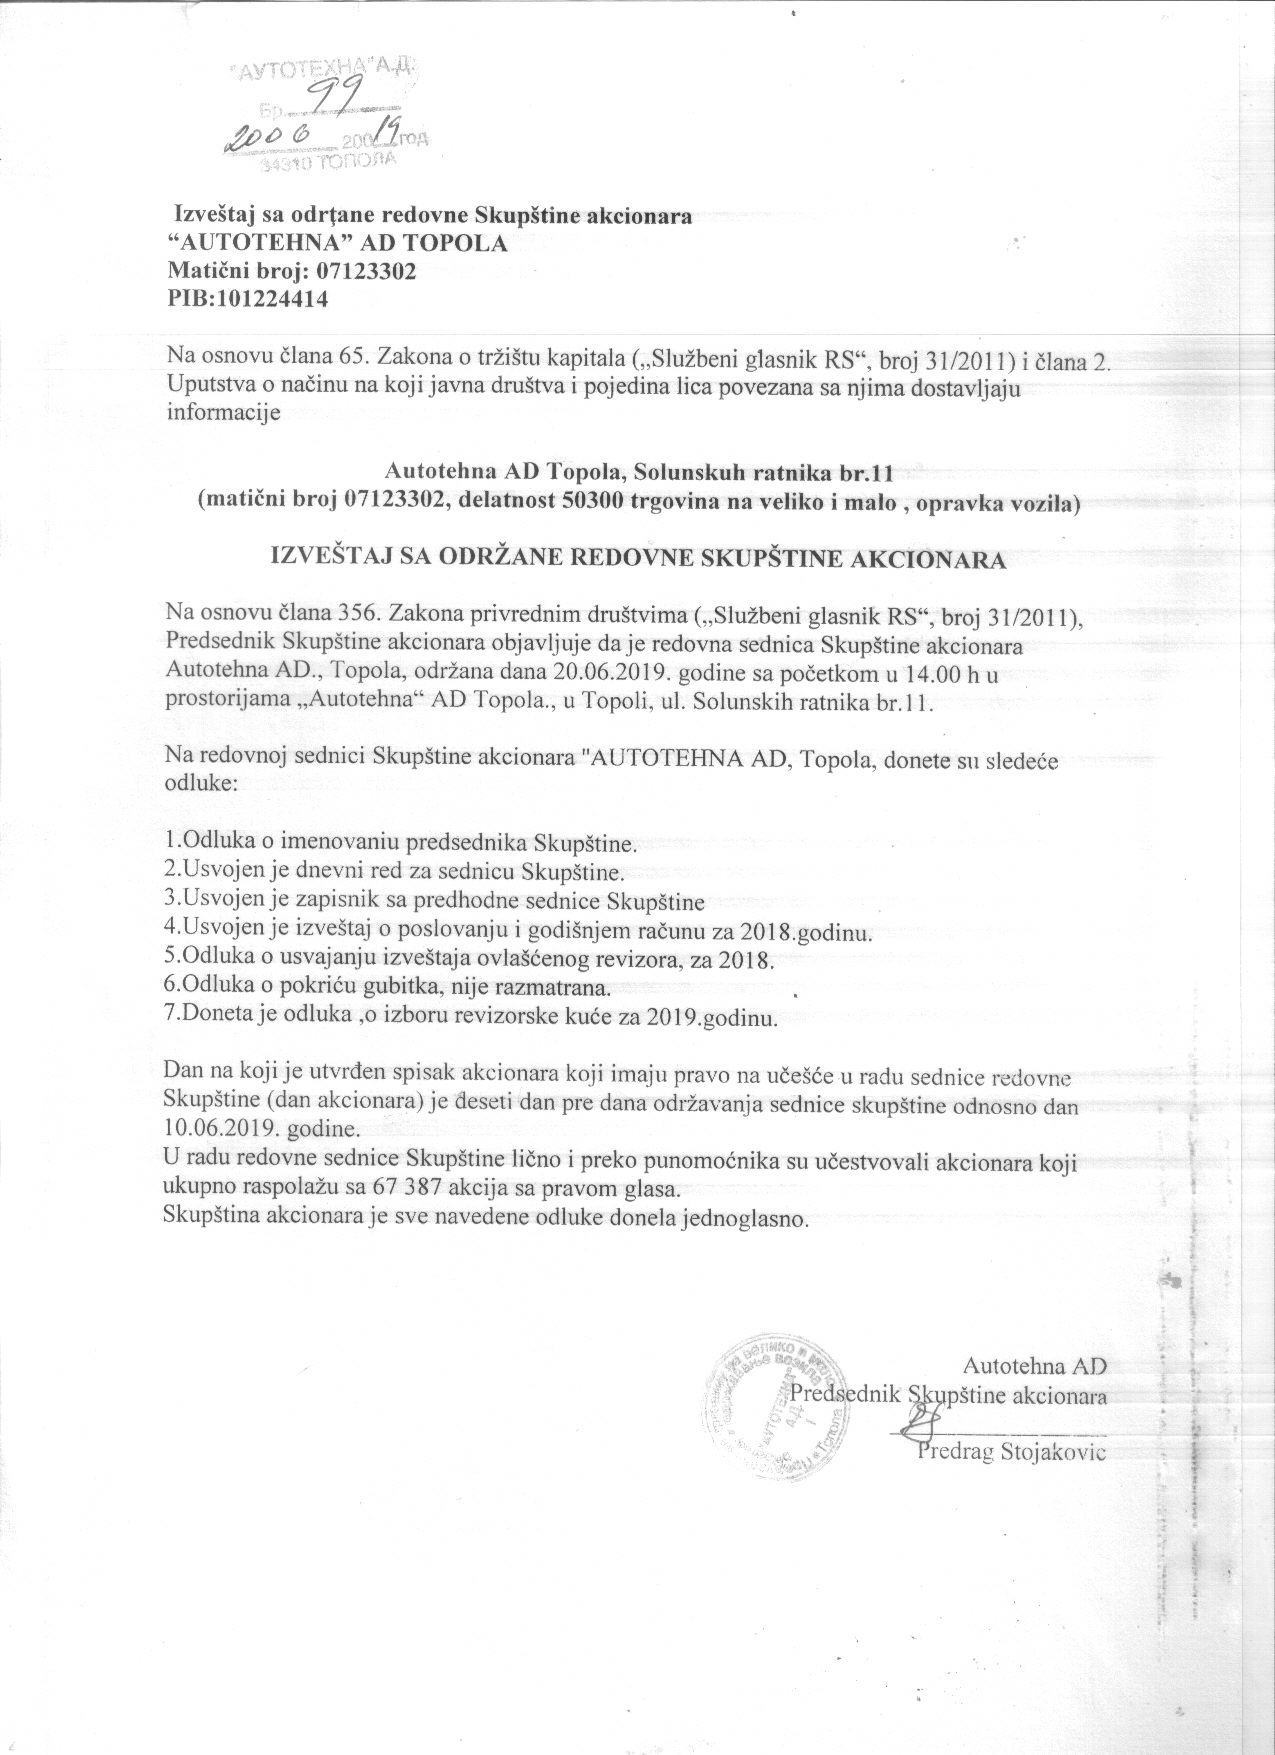 "АУТОТЕХНА"А.Д.
Бр. 99
2006 200 19 год
34310 ТОПОЛА
Izveštaj sa odrţane redovne Skupštine akcionara
“AUTOTEHNA” AD TOPOLA
Matični broj: 07123302
PIB:101224414
Na osnovu člana 65. Zakona o tržištu kapitala („Službeni glasnik RS“, broj 31/2011) i člana 2.
Uputstva o načinu na koji javna društva i pojedina lica povezana sa njima dostavljaju
informacije
Autotehna AD Topola, Solunskuh ratnika br.11
(matični broj 07123302, delatnost 50300 trgovina na veliko i malo , opravka vozila)
IZVEŠTAJ SA ODRŽANE REDOVNE SKUPŠTINE AKCIONARA
Na osnovu člana 356. Zakona privrednim društvima („Službeni glasnik RS“, broj 31/2011),
Predsednik Skupštine akcionara objavljuje da je redovna sednica Skupštine akcionara
Autotehna AD., Topola, održana dana 20.06.2019. godine sa početkom u 14.00 h u
prostorijama „Autotehna“ AD Topola., u Topoli, ul. Solunskih ratnika br.11.
Na redovnoj sednici Skupštine akcionara "AUTOTEHNA AD, Topola, donete su sledeće
odluke:
1.Odluka o imenovaniu predsednika Skupštine.
2.Usvojen je dnevni red za sednicu Skupštine.
3.Usvojen je zapisnik sa predhodne sednice Skupštine
4.Usvojen je izveštaj o poslovanju i godišnjem računu za 2018.godinu.
5.Odluka o usvajanju izveštaja ovlašćenog revizora, za 2018.
6.Odluka o pokriću gubitka, nije razmatrana.
7.Doneta je odluka ,o izboru revizorske kuće za 2019.godinu.
Dan na koji je utvrđen spisak akcionara koji imaju pravo na učešće u radu sednice redovne
Skupštine (dan akcionara) je deseti dan pre dana održavanja sednice skupštine odnosno dan
10.06.2019. godine.
U radu redovne sednice Skupštine lično i preko punomoćnika su učestvovali akcionara koji
ukupno raspolažu sa 67 387 akcija sa pravom glasa.
Skupština akcionara je sve navedene odluke donela jednoglasno.
Autotehna AD
Predsednik Skupštine akcionara
Predrag Stojakovic
на велико и мало
возила
"АУТОТЕХНА"
А.Д.
1
Топола